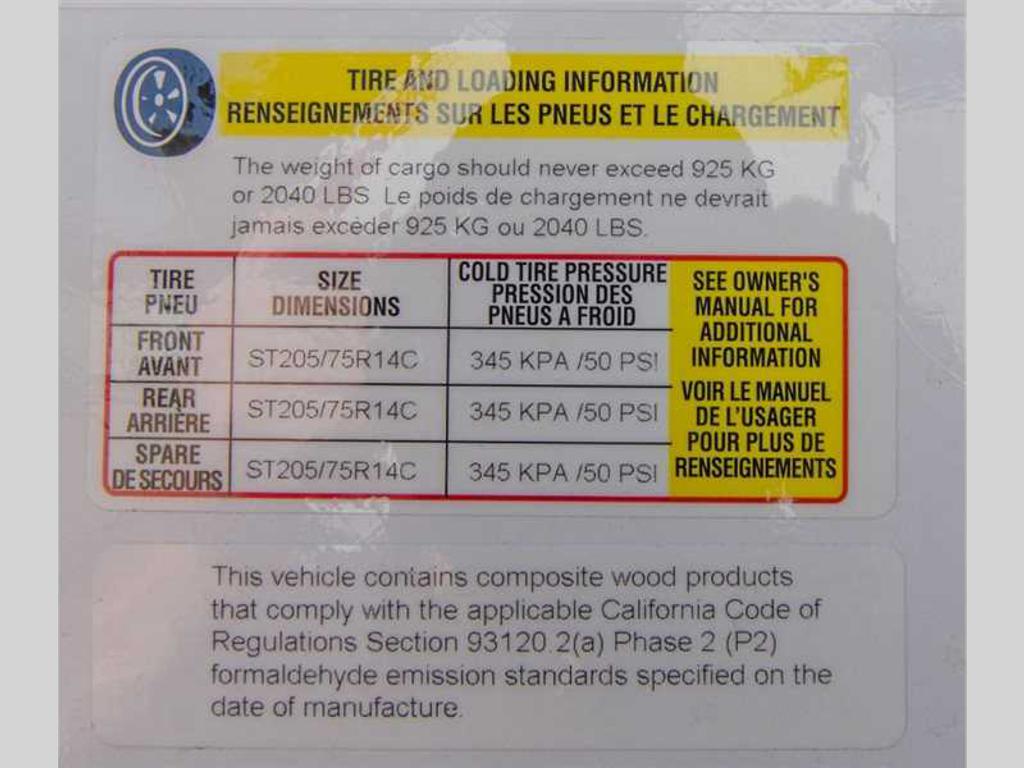 TIRE AND LOADING INFORMATION
RENSEIGNEMENTS SUR LES PNEUS ET LE CHARGEMENT
The weight of cargo should never exceed 925 KG
or 2040 LBS. Le poids de chargement ne devrait
jamais excéder 925 KG ou 2040 LBS.
TIRE
PNEU
SIZE
DIMENSIONS
COLD TIRE PRESSURE
PRESSION DES
PNEUS A FROID
FRONT
AVANT
ST205/75R14C
345 KPA /50 PSI
REAR
ARRIÈRE
ST205/75R14C
345 KPA /50 PSI
SPARE
DE SECOURS
ST205/75R14C
345 KPA /50 PSI
SEE OWNER'S
MANUAL FOR
ADDITIONAL
INFORMATION
VOIR LE MANUEL
DE L'USAGER
POUR PLUS DE
RENSEIGNEMENTS
This vehicle contains composite wood products
that comply with the applicable California Code of
Regulations Section 93120.2(a) Phase 2 (P2)
formaldehyde emission standards specified on the
date of manufacture.